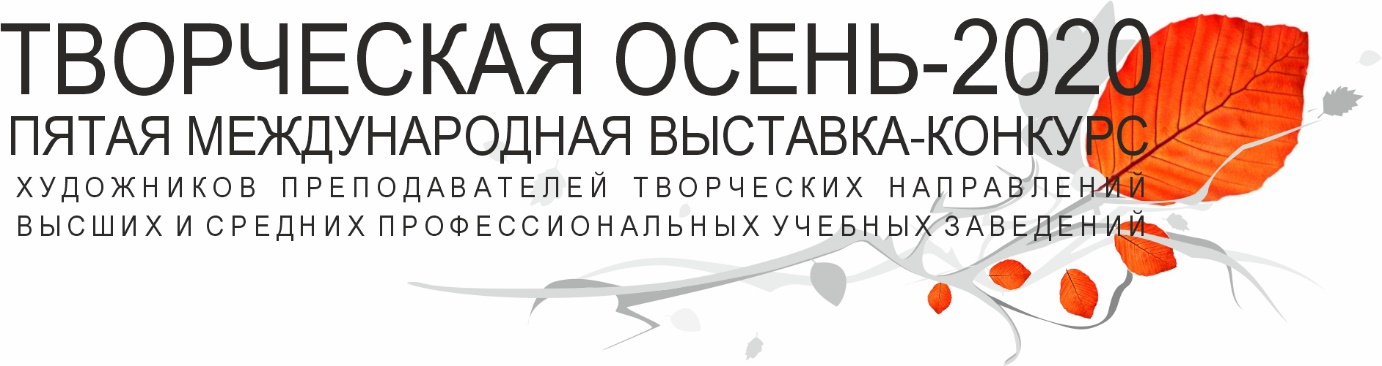 ТВОРЧЕСКАЯ ОСЕНЬ-2020
ПЯТАЯ МЕЖДУНАРОДНАЯ ВЫСТАВКА-КОНКУРС
ХУДОЖНИКОВ ПРЕПОДАВАТЕЛЕЙ ТВОРЧЕСКИХ НАПРАВЛЕНИЙ
ВЫСШИХ И СРЕДНИХ ПРОФЕССИОНАЛЬНЫХ УЧЕБНЫХ ЗАВЕДЕНИЙ